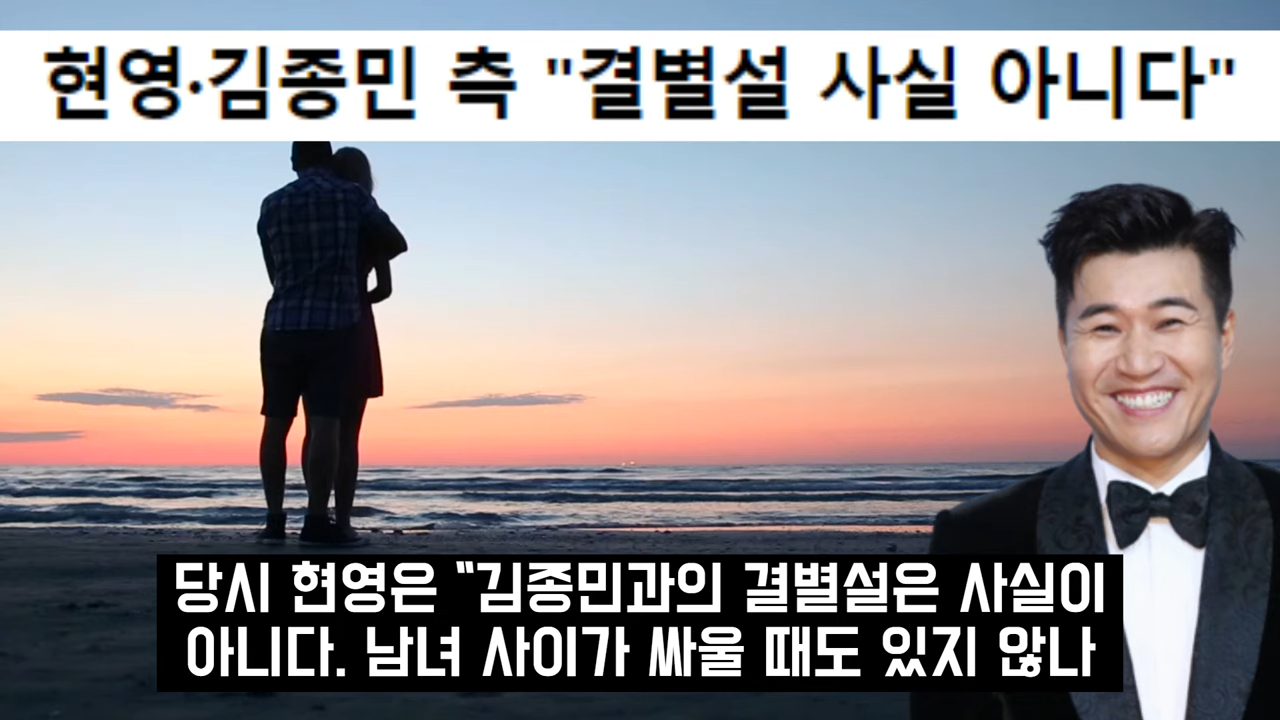 현영·김종민 측 "결별설 사실 아니다"
당시 현영은 "김종민과의 결별설은 사실이
아니다. 남녀 사이가 싸울 때도 있지 않나